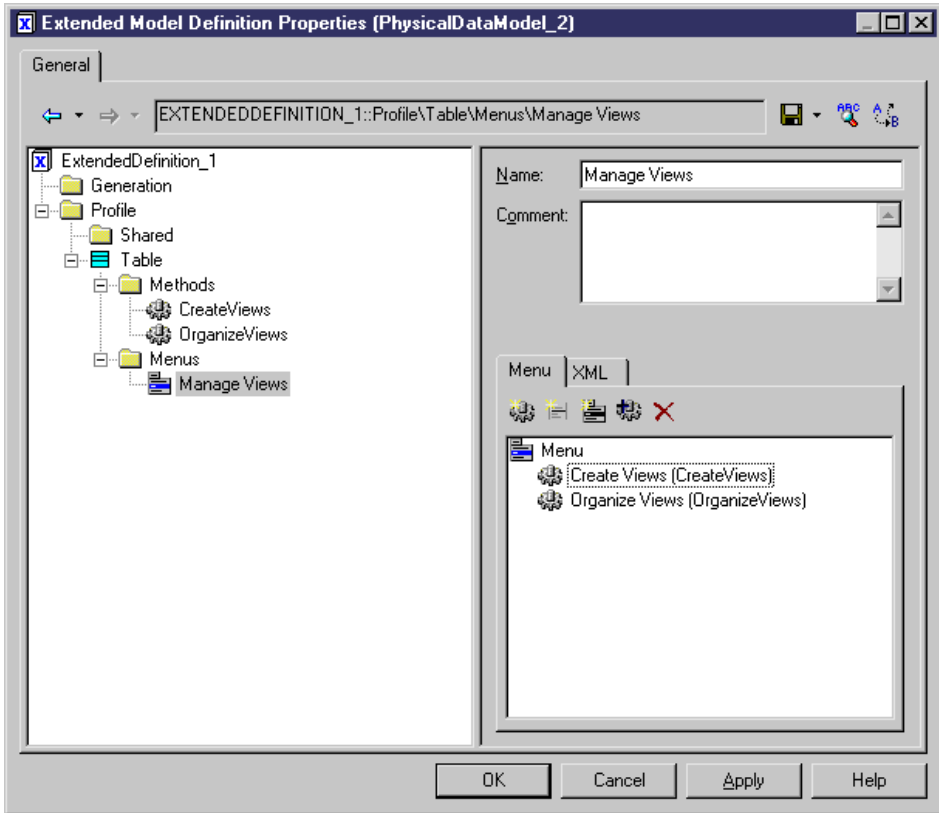 Extended Model Definition Properties (PhysicalDataModel_2)
General
EXTENDEDDEFINITION_1::Profile\Table\Menus\Manage Views
ABC
A
B
ExtendedDefinition_1
Generation
Profile
Shared
Table
Methods
CreateViews
OrganizeViews
Menus
Manage Views
Name:
Manage Views
Comment:
Menu
XML
Menu
Create Views (CreateViews)
Organize Views (OrganizeViews)
OK
Cancel
Apply
Help